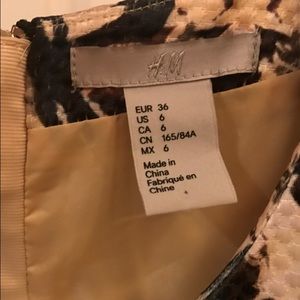 H&M
EUR 36
US 6
CA 6
CN 165/84A
MX 6
Made in
China
Fabriqué en
Chine